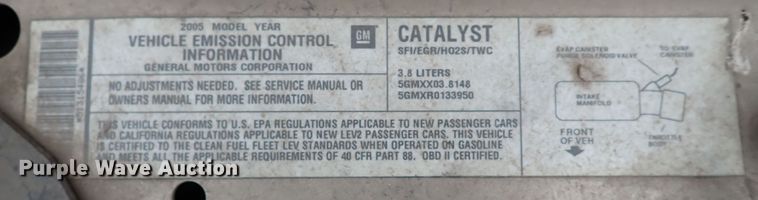 2005 MODEL YEAR
VEHICLE EMISSION CONTROL
INFORMATION
GENERAL MOTORS CORPORATION
GM
CATALYST
SFI/EGR/HO2S/TWC
NO ADJUSTMENTS NEEDED. SEE SERVICE MANUAL OR
OWNERS MANUAL FOR MORE INFORMATION.
3.8 LITERS
5GMXX03.8148
5GMXR0133950
THIS VEHICLE CONFORMS TO U.S. EPA REGULATIONS APPLICABLE TO NEW PASSENGER CARS
AND CALIFORNIA REGULATIONS APPLICABLE TO NEW LEV2 PASSENGER CARS. THIS VEHICLE
IS CERTIFIED TO THE CLEAN FUEL FLEET LEV STANDARDS WHEN OPERATED ON GASOLINE
TO MEETS ALL THE APPLICABLE REQUIREMENTS OF 40 CFR PART 88. OBD II CERTIFIED.
EVAP CANISTER
PURGE SOLENOID/VALVE
TO EVAP
CANISTER
INTAKE
MANIFOLD
FRONT
OF VEH
THROTTLE
BODY
Purple Wave Auction